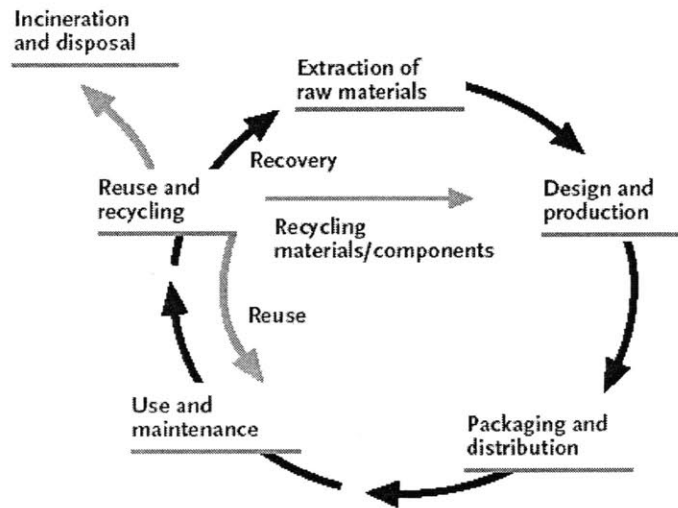 Incineration
and disposal
Extraction of
raw materials
Recovery
Reuse and
recycling
Design and
production
Recycling
materials/components
Reuse
Use and
maintenance
Packaging and
distribution